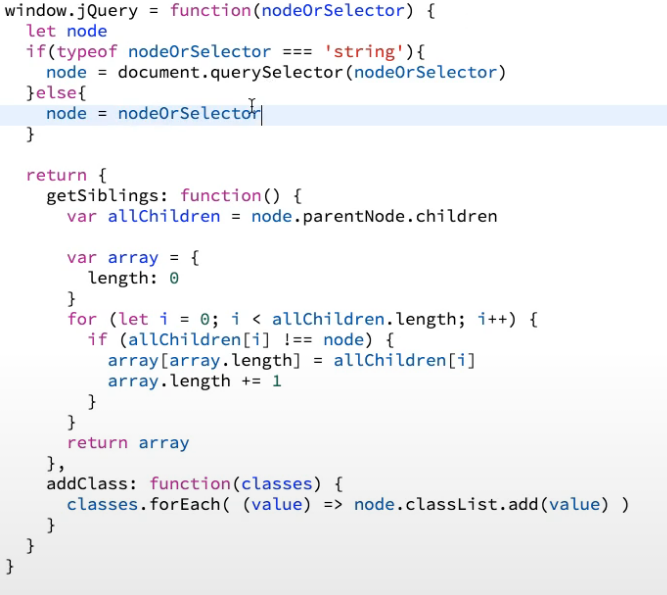 window.jQuery = function(nodeOrSelector) {
  let node
  if(typeof nodeOrSelector === 'string'){
    node = document.querySelector(nodeOrSelector)
  }else{
    node = nodeOrSelector
  }

  return {
    getSiblings: function() {
      var allChildren = node.parentNode.children

      var array = {
        length: 0
      }
      for (let i = 0; i < allChildren.length; i++) {
        if (allChildren[i] !== node) {
          array[array.length] = allChildren[i]
          array.length += 1
        }
      }
      return array
    },
    addClass: function(classes) {
      classes.forEach( (value) => node.classList.add(value) )
    }
  }
}